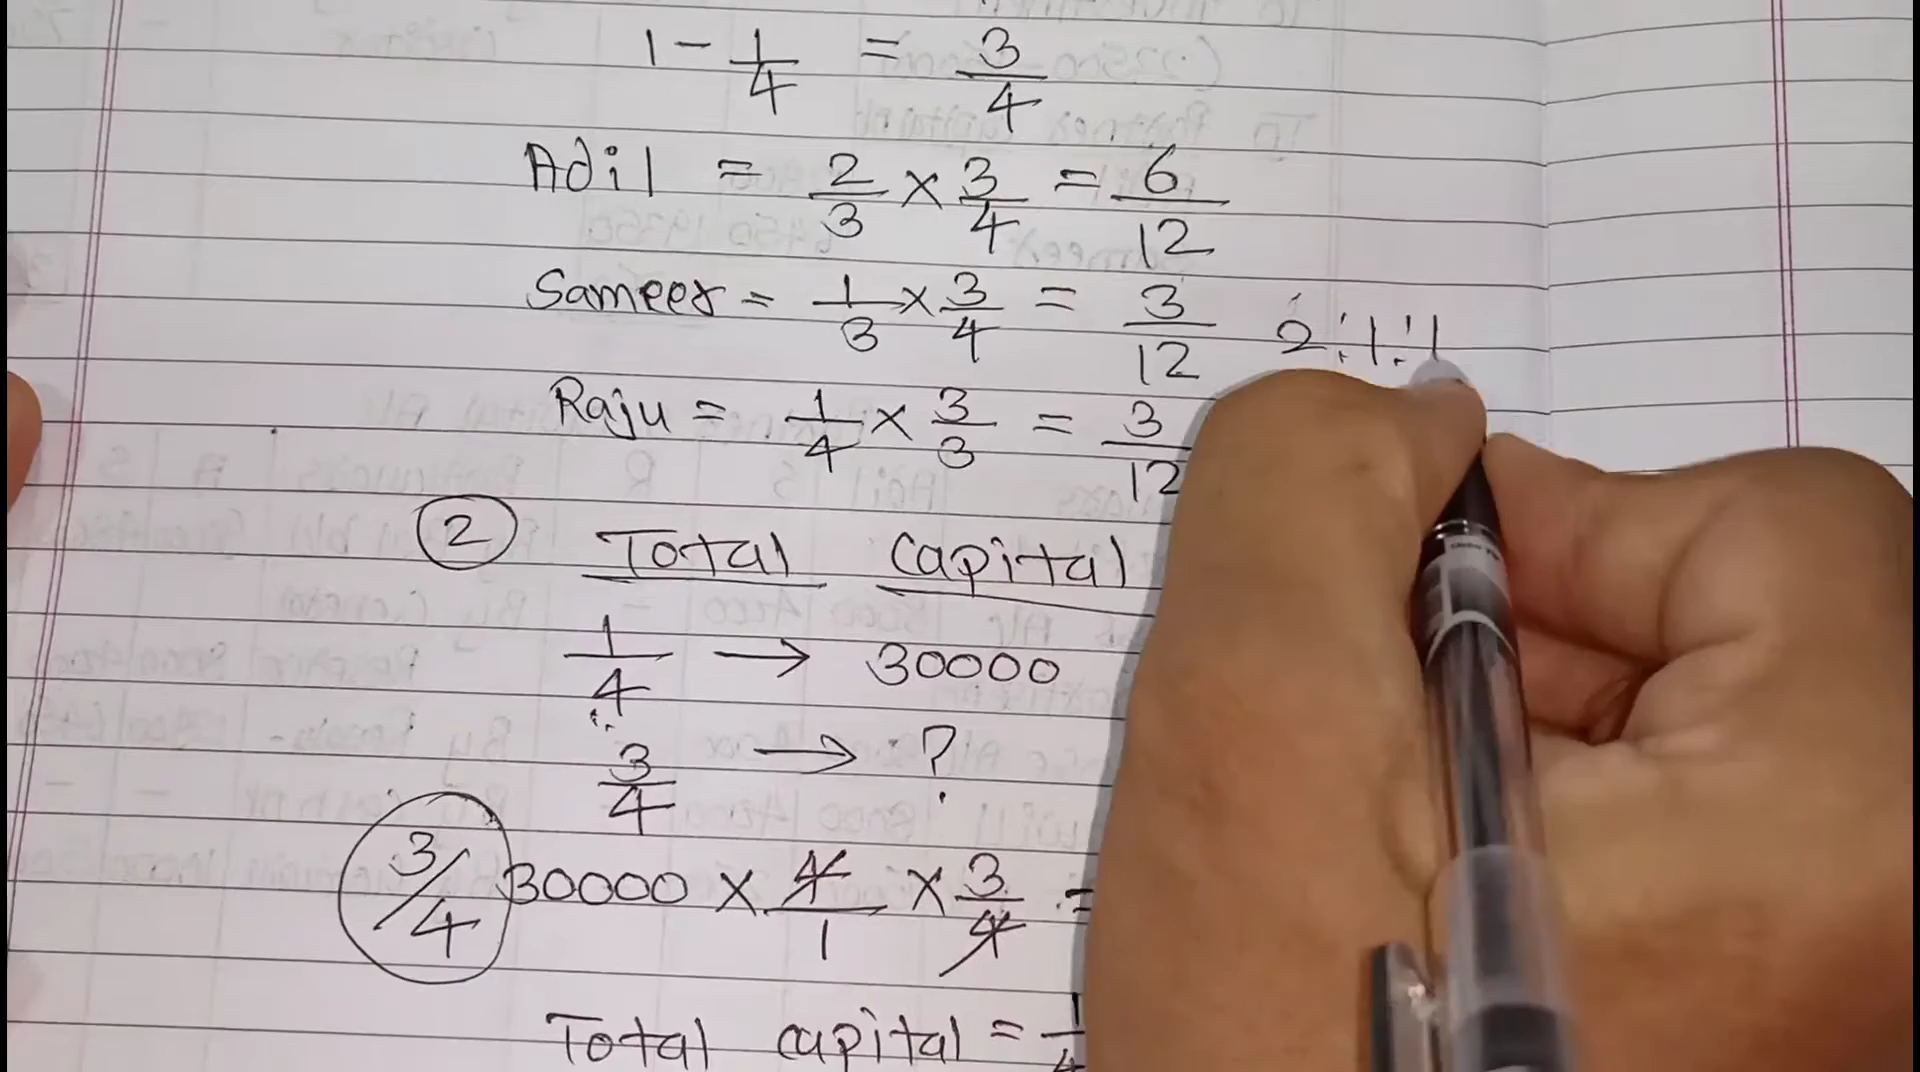 1 - 1/4 = 3/4
Adil = 2/3 × 3/4 = 6/12
Sameer = 1/3 × 3/4 = 3/12 2:1:1
Raju = 1/4 × 3/3 = 3/12
2 Total capital
1/4 → 30000
3/4 → ?
3/4 30000 × 4/1 × 3/4 =
Total capital = 1/4